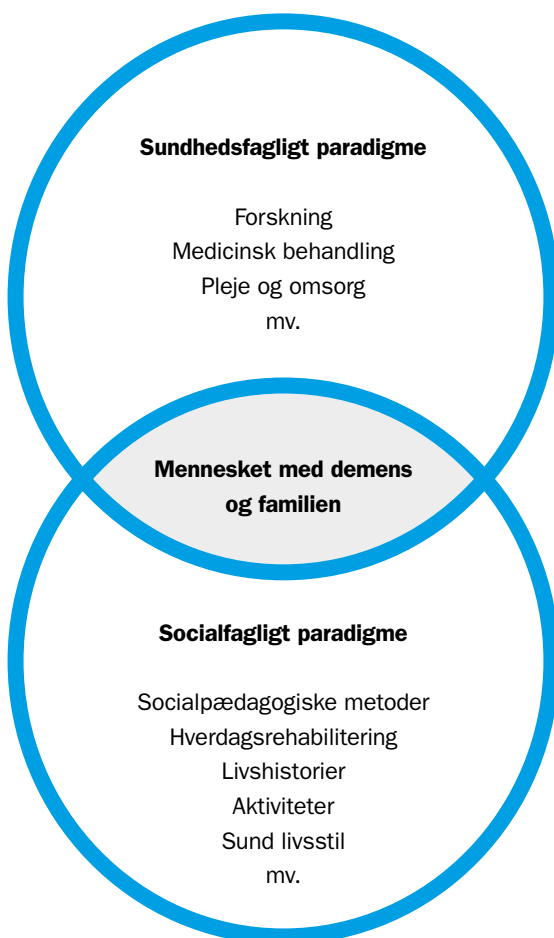 Sundhedsfagligt paradigme
Forskning
Medicinsk behandling
Pleje og omsorg
mv.
Mennesket med demens
og familien
Socialfagligt paradigme
Socialpædagogiske metoder
Hverdagsrehabilitering
Livshistorier
Aktiviteter
Sund livsstil
mv.